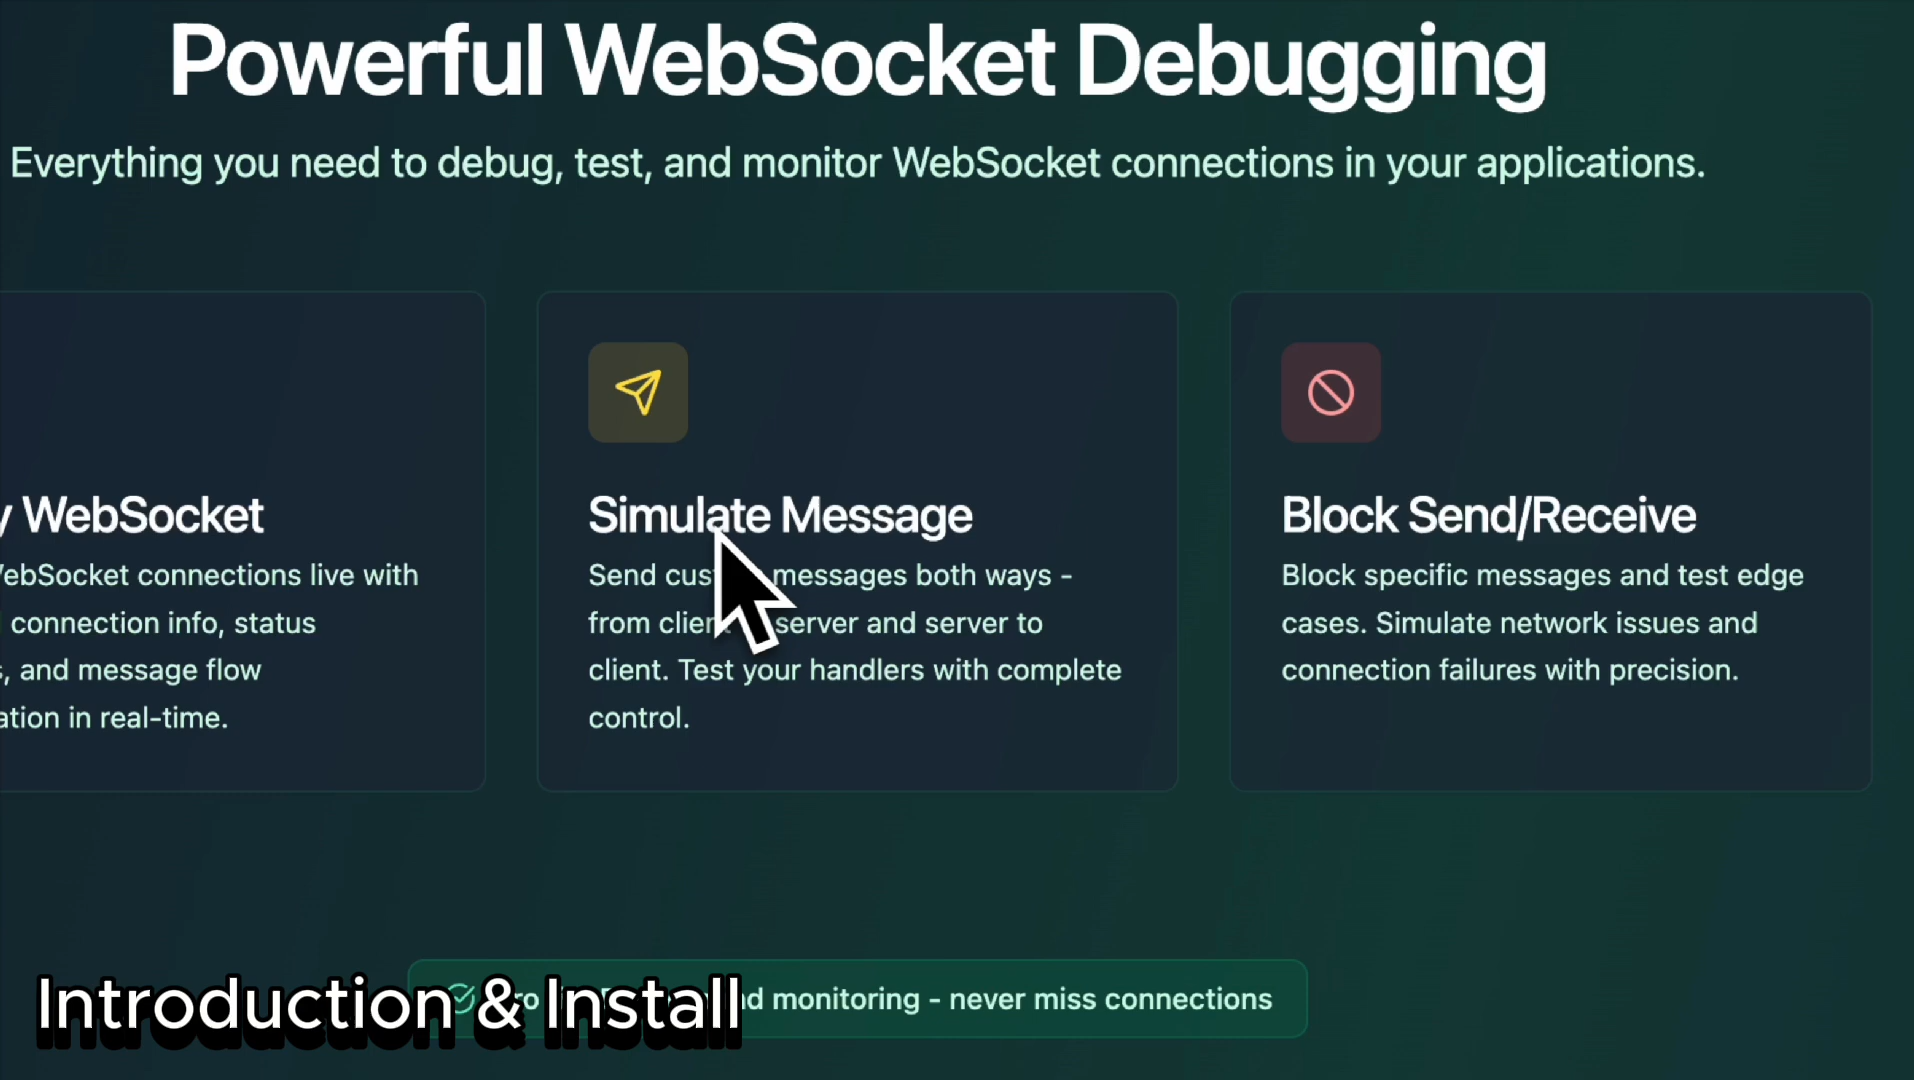 Powerful WebSocket Debugging
Everything you need to debug, test, and monitor WebSocket connections in your applications.
WebSocket
connections live with
connection info, status
and message flow
in real-time.
Simulate Message
Send messages both ways -
from server and server to
client. Test your handlers with complete
control.
Block Send/Receive
Block specific messages and test edge
cases. Simulate network issues and
connection failures with precision.
monitoring - never miss connections
Introduction & Install